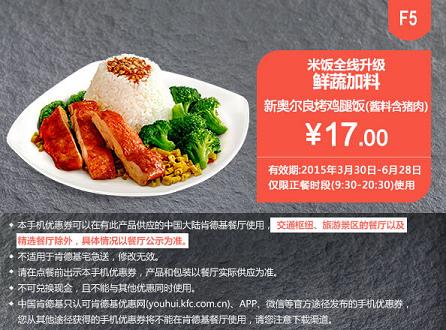 F5
米饭全线升级
鲜蔬加料
新奥尔良烤鸡腿饭(酱料含猪肉)
¥17.00
有效期:2015年3月30日-6月28日
仅限正餐时段(9:30-20:30)使用
● 本手机优惠券可以在有此产品供应的中国大陆肯德基餐厅使用，交通枢纽、旅游景区的餐厅以及
精选餐厅除外，具体情况以餐厅公示为准。
● 不适用于肯德基宅急送，修改无效。
● 请在点餐前出示本手机优惠券，产品和包装以餐厅实际供应为准。
● 不可兑换现金，且不能与其他优惠同时使用。
● 中国肯德基只认可肯德基优惠网(youhui.kfc.com.cn)、APP、微信等官方途径发布的手机优惠券，
您从其他途径获得的手机优惠券将不能在肯德基餐厅使用，请您注意下载渠道。